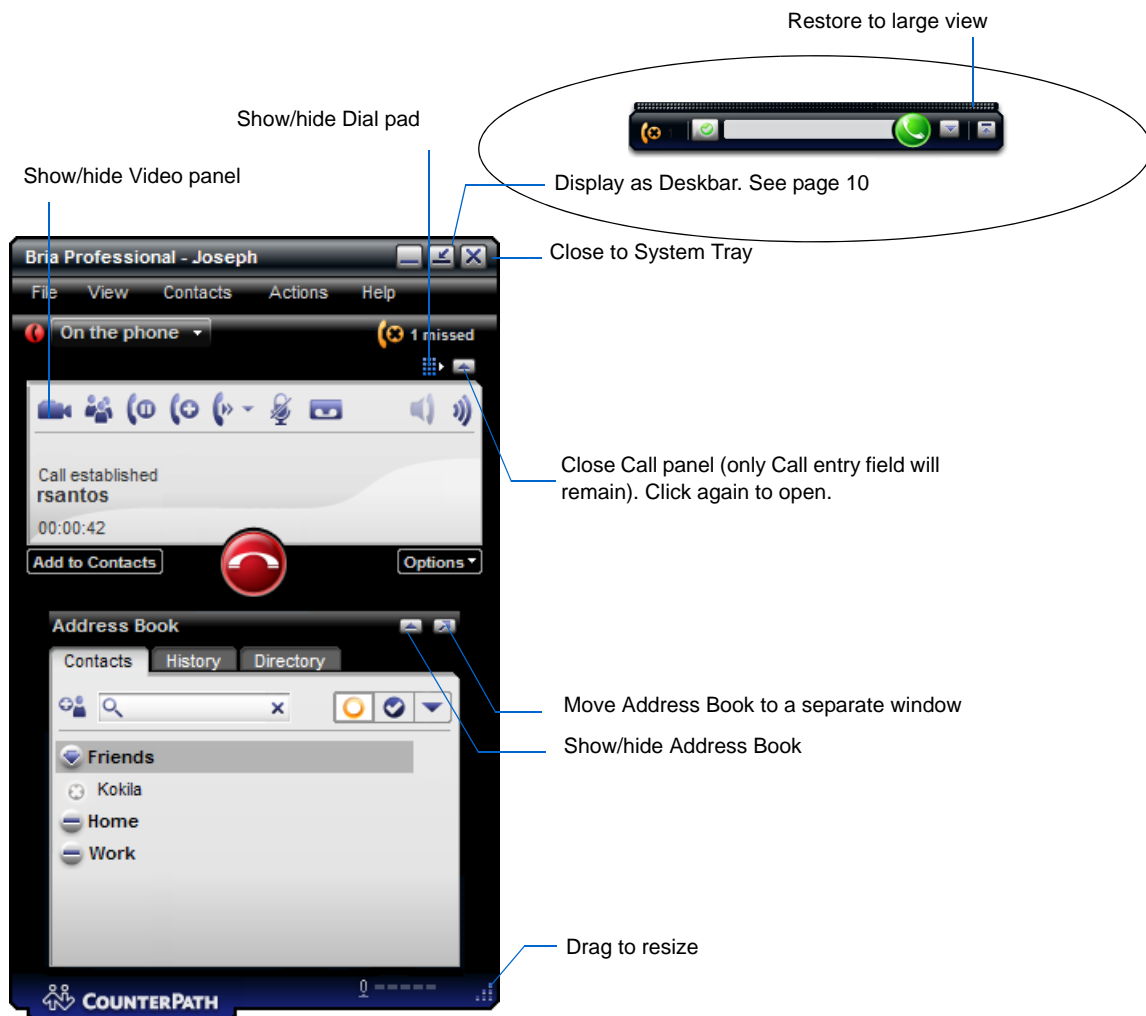 Restore to large view
Show/hide Dial pad
Show/hide Video panel
Display as Deskbar. See page 10
Bria Professional - Joseph
Close to System Tray
File View Contacts Actions Help
On the phone
1 missed
Call established
rsantos
00:00:42
Close Call panel (only Call entry field will
remain). Click again to open.
Add to Contacts
Options
Address Book
Contacts History Directory
Move Address Book to a separate window
Show/hide Address Book
Friends
Kokila
Home
Work
Drag to resize
COUNTERPATH